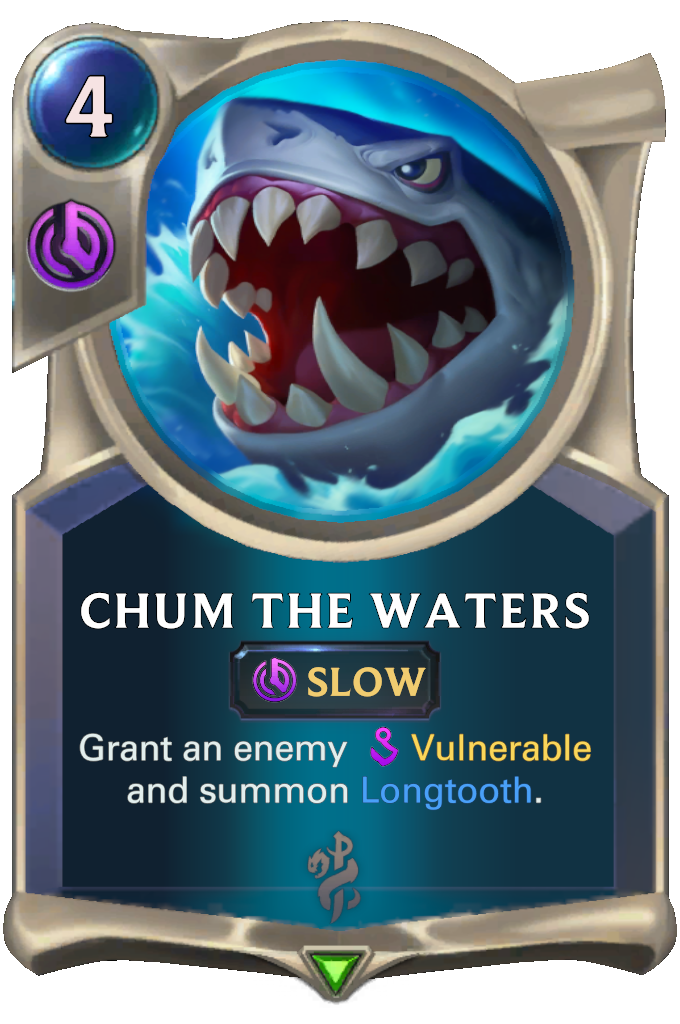 4
CHUM THE WATERS
SLOW
Grant an enemy Vulnerable
and summon Longtooth.